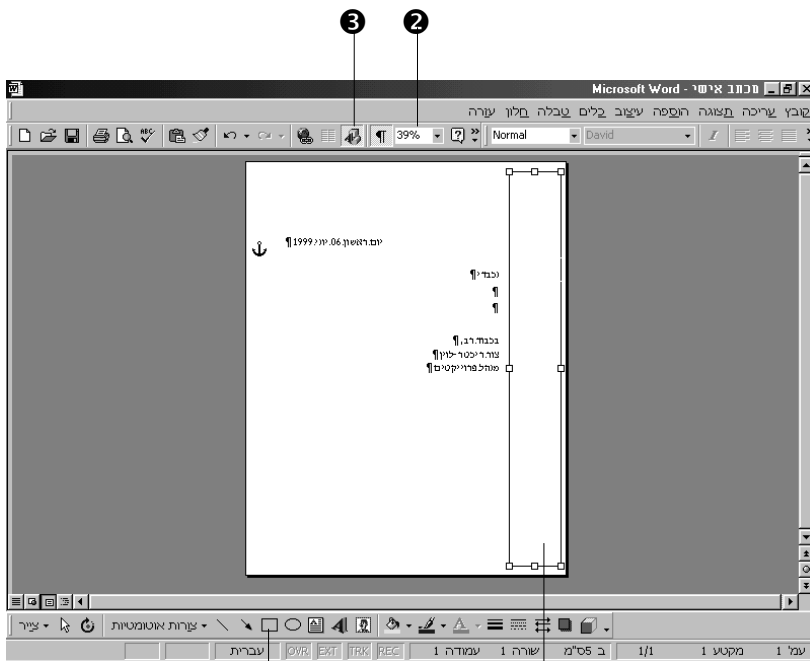 ❸ ❷
Microsoft Word - מכתב אישי
קובץ עריכה תצוגה הוספה עיצוב כלים טבלה חלון עזרה
ABC ¶ 39% Normal David I
יום.ראשון.06.יוני.1999¶
נכבדי¶
¶
¶
בכבוד.רב,¶
צור.ריכטר-לוין¶
מנהל.פרוייקטים¶
צייר צורות אוטומטיות A
עמ' 1 מקטע 1 1/1 ב 5ס"מ שורה 1 עמודה 1 REC TRK EXT OVR עברית